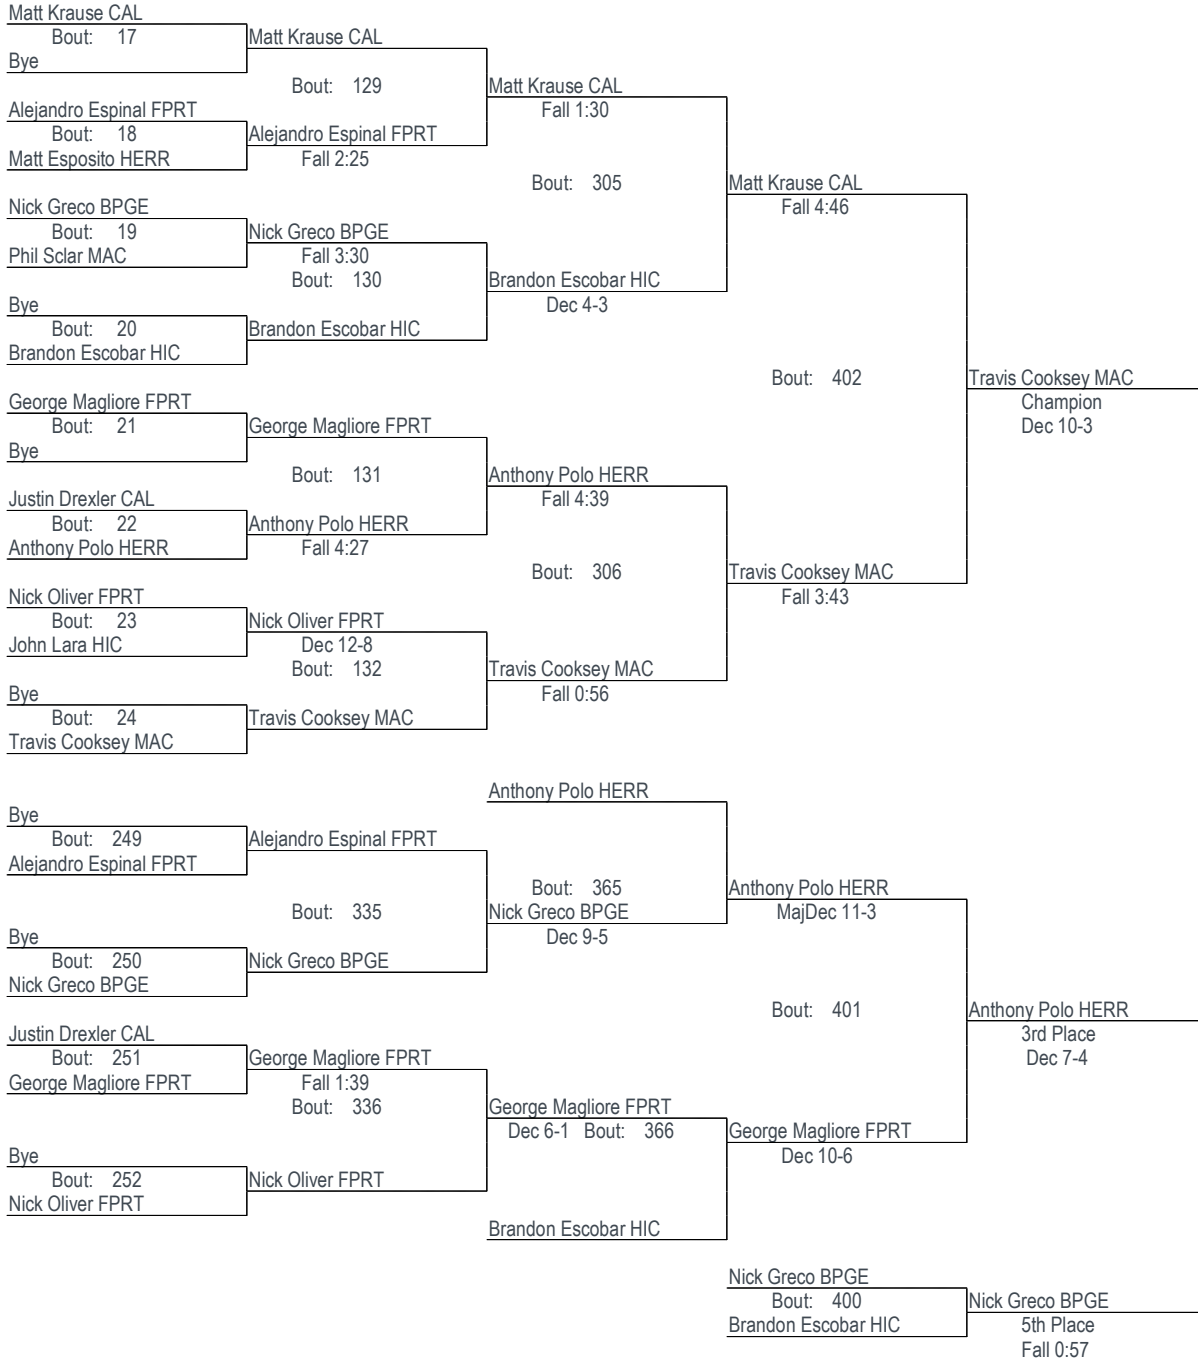 Matt Krause CAL
Bout: 17
Matt Krause CAL
Bye
Bout: 129
Matt Krause CAL
Alejandro Espinal FPRT
Fall 1:30
Bout: 18
Alejandro Espinal FPRT
Matt Esposito HERR
Fall 2:25
Bout: 305
Matt Krause CAL
Nick Greco BPGE
Fall 4:46
Bout: 19
Nick Greco BPGE
Phil Sclar MAC
Fall 3:30
Bout: 130
Brandon Escobar HIC
Bye
Dec 4-3
Bout: 20
Brandon Escobar HIC
Brandon Escobar HIC
Bout: 402
Travis Cooksey MAC
George Magliore FPRT
Champion
Bout: 21
George Magliore FPRT
Dec 10-3
Bye
Bout: 131
Anthony Polo HERR
Justin Drexler CAL
Fall 4:39
Bout: 22
Anthony Polo HERR
Anthony Polo HERR
Fall 4:27
Bout: 306
Travis Cooksey MAC
Nick Oliver FPRT
Fall 3:43
Bout: 23
Nick Oliver FPRT
John Lara HIC
Dec 12-8
Bout: 132
Travis Cooksey MAC
Bye
Fall 0:56
Bout: 24
Travis Cooksey MAC
Travis Cooksey MAC
Anthony Polo HERR
Bye
Bout: 249
Alejandro Espinal FPRT
Alejandro Espinal FPRT
Bout: 365
Anthony Polo HERR
Bout: 335
Nick Greco BPGE
MajDec 11-3
Bye
Dec 9-5
Bout: 250
Nick Greco BPGE
Nick Greco BPGE
Bout: 401
Anthony Polo HERR
Justin Drexler CAL
3rd Place
Bout: 251
George Magliore FPRT
Dec 7-4
George Magliore FPRT
Fall 1:39
Bout: 336
George Magliore FPRT
Dec 6-1 Bout: 366
George Magliore FPRT
Bye
Dec 10-6
Bout: 252
Nick Oliver FPRT
Nick Oliver FPRT
Brandon Escobar HIC
Nick Greco BPGE
Bout: 400
Nick Greco BPGE
Brandon Escobar HIC
5th Place
Fall 0:57